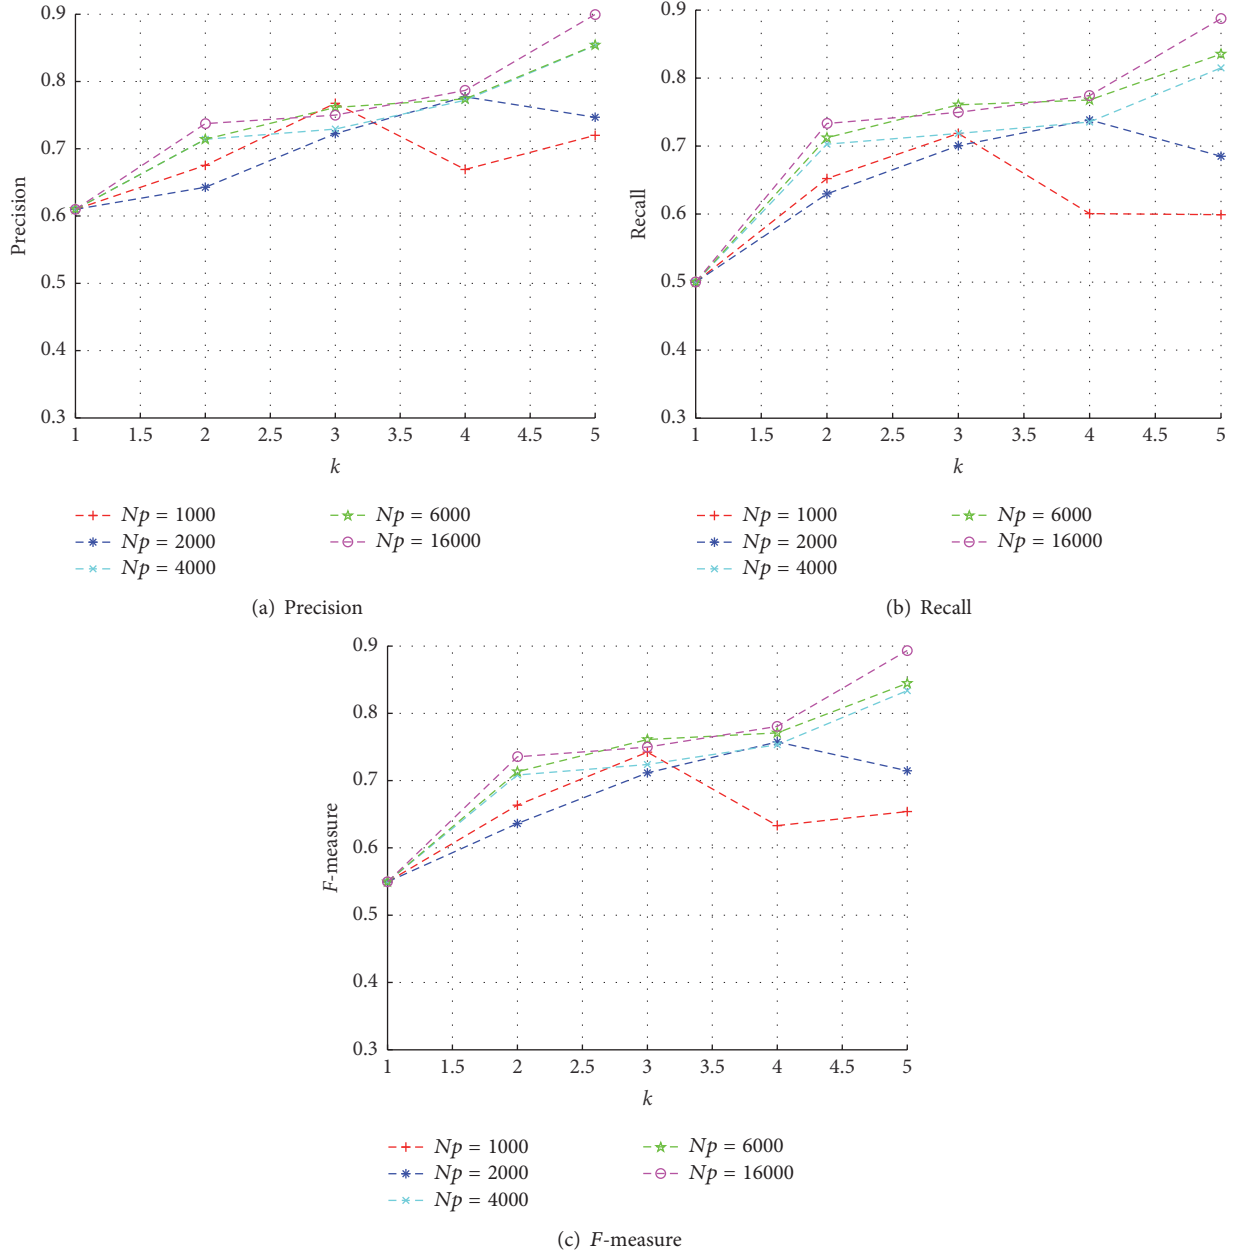 0.9
0.8
0.7
0.6
0.5
0.4
0.3
Precision
1 1.5 2 2.5 3 3.5 4 4.5 5
k
Np = 1000
Np = 2000
Np = 4000
Np = 6000
Np = 16000
(a) Precision
0.9
0.8
0.7
0.6
0.5
0.4
0.3
Recall
1 1.5 2 2.5 3 3.5 4 4.5 5
k
Np = 1000
Np = 2000
Np = 4000
Np = 6000
Np = 16000
(b) Recall
0.9
0.8
0.7
0.6
0.5
0.4
0.3
F-measure
1 1.5 2 2.5 3 3.5 4 4.5 5
k
Np = 1000
Np = 2000
Np = 4000
Np = 6000
Np = 16000
(c) F-measure